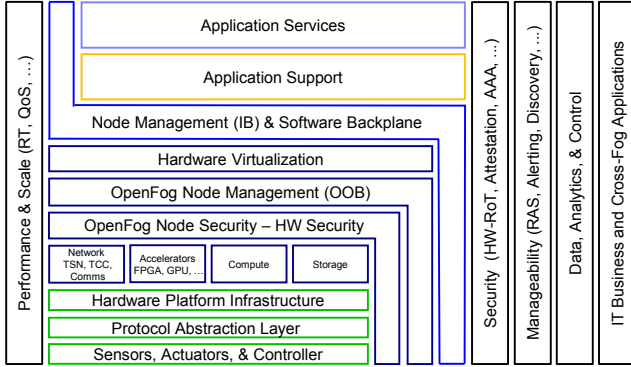 Performance & Scale (RT, QoS, …)
Application Services
Application Support
Node Management (IB) & Software Backplane
Hardware Virtualization
OpenFog Node Management (OOB)
OpenFog Node Security – HW Security
Network
TSN, TCC,
Comms
Accelerators
FPGA, GPU, …
Compute
Storage
Hardware Platform Infrastructure
Protocol Abstraction Layer
Sensors, Actuators, & Controller
Security (HW-RoT, Attestation, AAA, …)
Manageability (RAS, Alerting, Discovery, …)
Data, Analytics, & Control
IT Business and Cross-Fog Applications